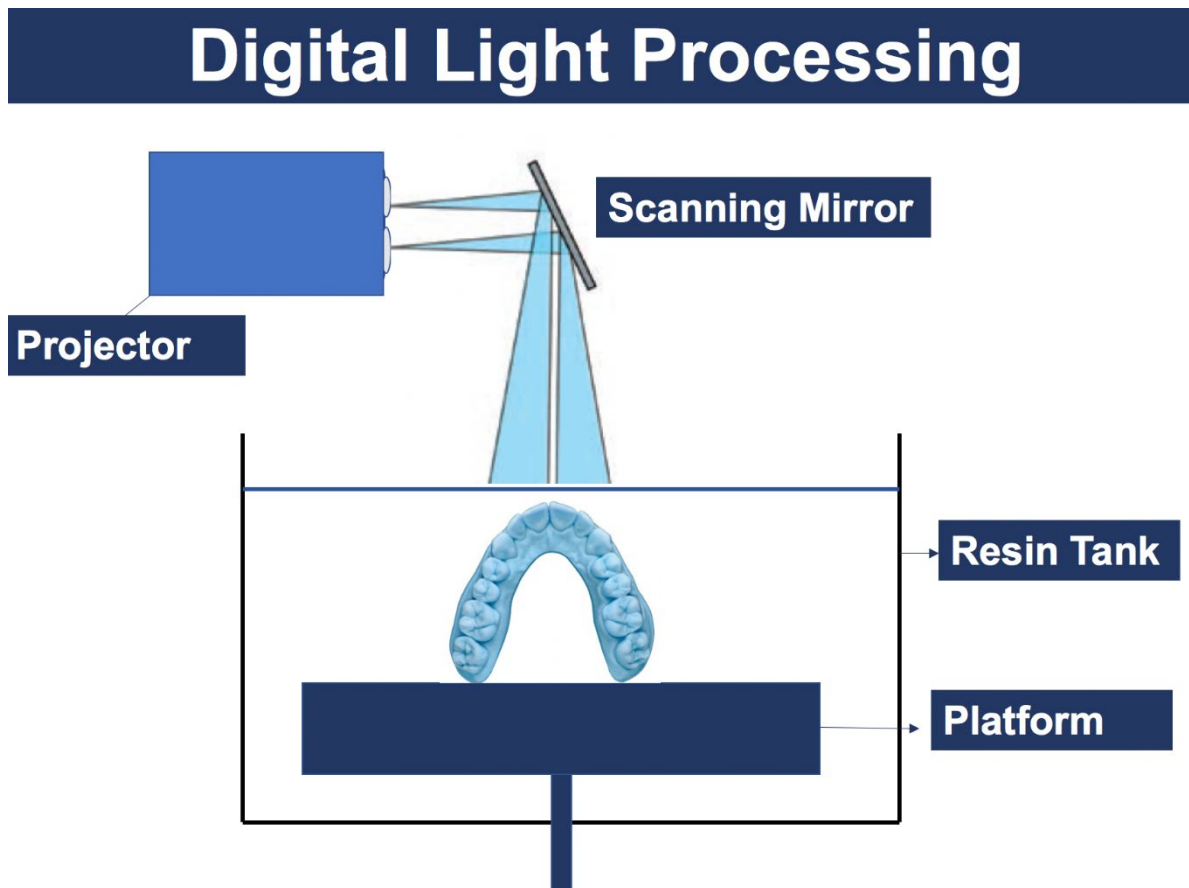 Digital Light Processing
Scanning Mirror
Projector
Resin Tank
Platform